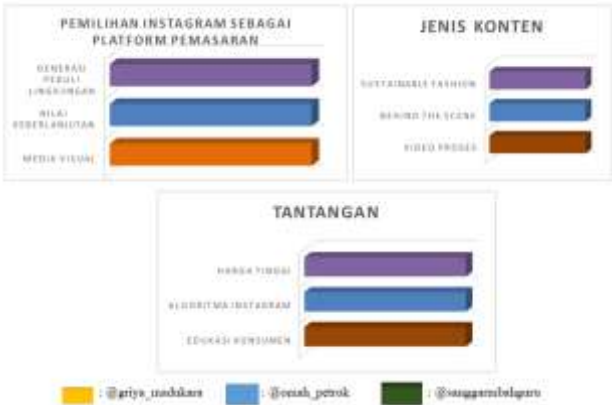 PEMILIHAN INSTAGRAM SEBAGAI
PLATFORM PEMASARAN
GENERASI
PEDULI
LINGKUNGAN
NILAI
KEBERLANJUTAN
MEDIA VISUAL
JENIS KONTEN
SUSTAINABLE FASHION
BEHIND THE SCENE
VIDEO PROSES
TANTANGAN
HARGA TINGGI
ALGORITMA INSTAGRAM
EDUKASI KONSUMEN
: @griya_madukara
: @omah_petrok
: @sanggarnbalaguru